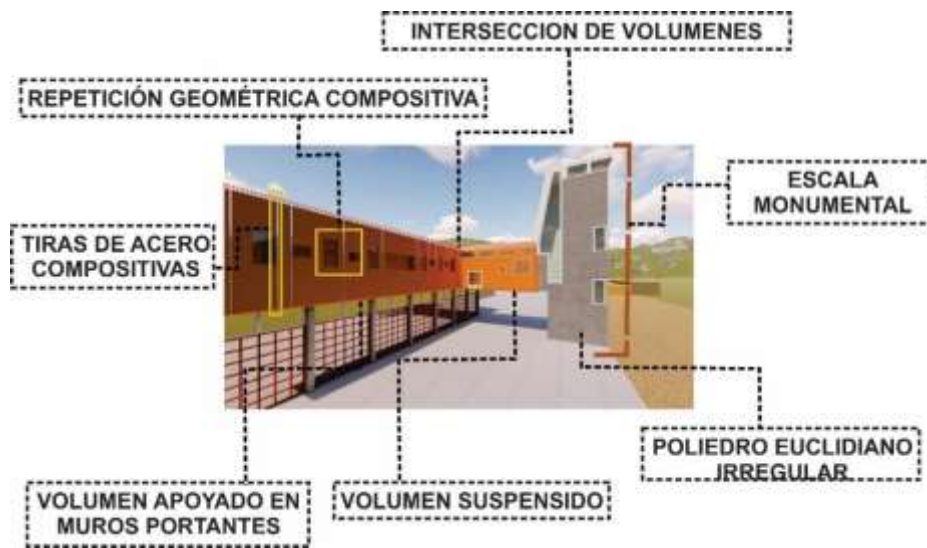 INTERSECCION DE VOLUMENES
REPETICIÓN GEOMÉTRICA COMPOSITIVA
ESCALA
MONUMENTAL
TIRAS DE ACERO
COMPOSITIVAS
POLIEDRO EUCLIDIANO
IRREGULAR
VOLUMEN APOYADO EN
MUROS PORTANTES
VOLUMEN SUSPENSIDO